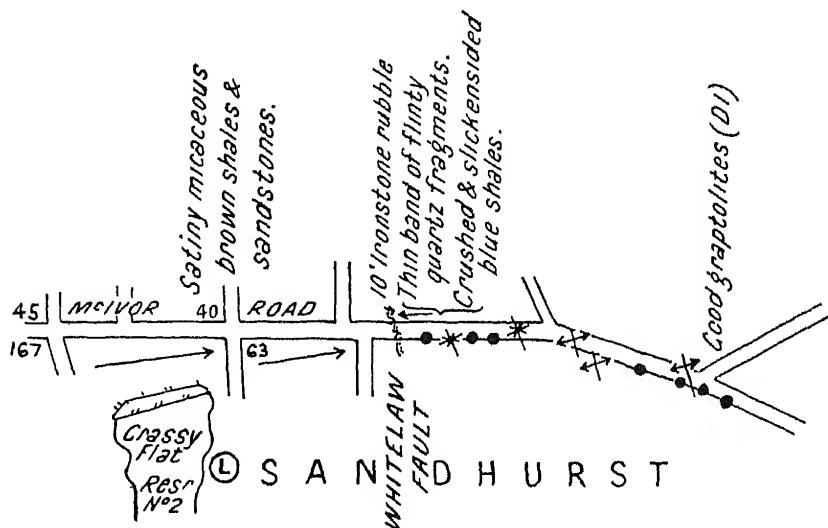 Satiny micaceous
brown shales &
sandstones.
10' Ironstone rubble
Thin band of flinty
quartz fragments.
Crushed & slickensided
blue shales.
Good graptolites (D1)
45 McIVOR 40 ROAD
167 63
WHITELAW
FAULT
Grassy
Flat
Resr
Nº2
L SANDHURST